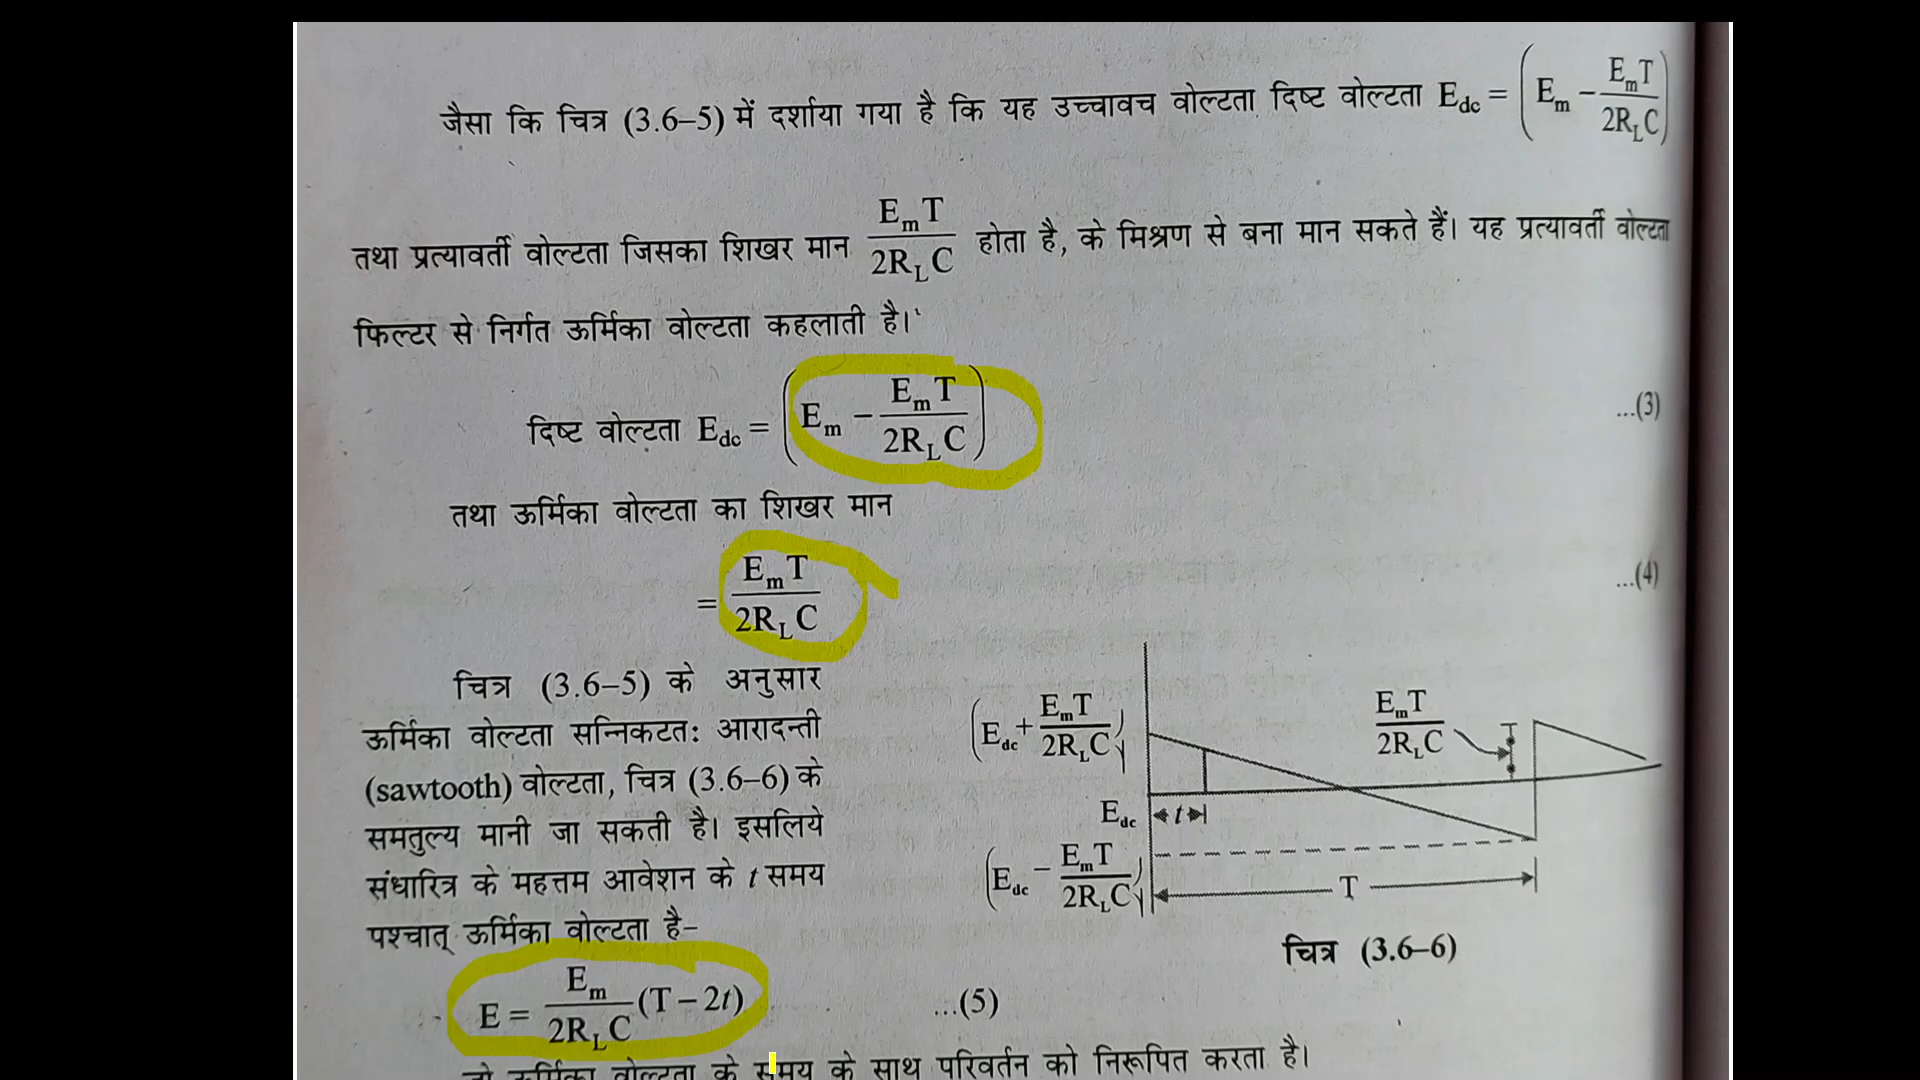 जैसा कि चित्र (3.6–5) में दर्शाया गया है कि यह उच्चावच वोल्टता दिष्ट वोल्टता E_dc = (E_m − E_mT/2R_LC)
तथा प्रत्यावर्ती वोल्टता जिसका शिखर मान E_mT/2R_LC होता है, के मिश्रण से बना मान सकते हैं। यह प्रत्यावर्ती वोल्टता
फिल्टर से निर्गत ऊर्मिका वोल्टता कहलाती है।
दिष्ट वोल्टता E_dc = (E_m − E_mT/2R_LC) ...(3)
तथा ऊर्मिका वोल्टता का शिखर मान
= E_mT/2R_LC ...(4)
चित्र (3.6–5) के अनुसार
ऊर्मिका वोल्टता सन्निकटत: आरादन्ती
(sawtooth) वोल्टता, चित्र (3.6–6) के
समतुल्य मानी जा सकती है। इसलिये
संधारित्र के महत्तम आवेशन के t समय
पश्चात् ऊर्मिका वोल्टता है–
E = E_m/2R_LC (T – 2t) ...(5)
(E_dc + E_mT/2R_LC)
E_mT/2R_LC
E_dc
t
(E_dc − E_mT/2R_LC)
T
चित्र (3.6–6)
जो ऊर्मिका वोल्टता के समय के साथ परिवर्तन को निरूपित करता है।